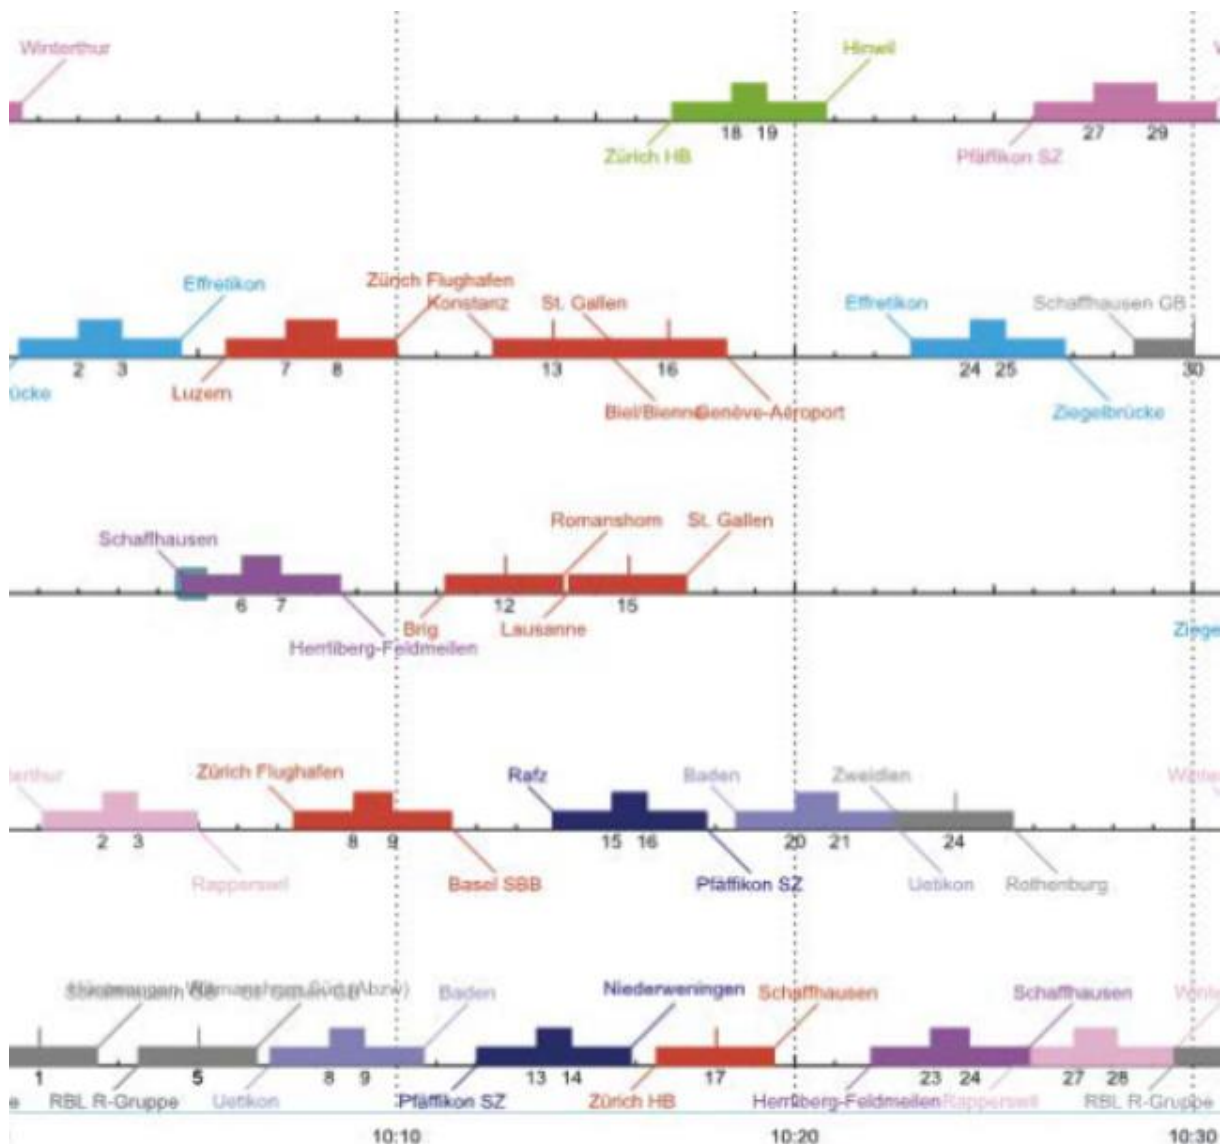 Winterthur
Hinwil
18 19
27 29
Zürich HB
Pfäffikon SZ
Effretikon
Zürich Flughafen
Konstanz
St. Gallen
Effretikon
Schaffhausen GB
2 3
7 8
13
16
24 25
30
ücke
Luzern
Biel/Bienne
Genève-Aéroport
Ziegelbrücke
Schaffhausen
Romanshorn
St. Gallen
6 7
12
15
Brig
Lausanne
Herrliberg-Feldmeilen
Ziege
erthur
Zürich Flughafen
Rafz
Baden
Zweidlen
Winter
2 3
8 9
15 16
20 21
24
Rapperswil
Basel SBB
Pfäffikon SZ
Uetikon
Rothenburg
Baden
Niederweningen
Schaffhausen
Schaffhausen
Winte
1
5
8 9
13 14
17
23 24
27 28
e
RBL R-Gruppe
Uetikon
Pfäffikon SZ
Zürich HB
Herrliberg-Feldmeilen
Rapperswil
RBL R-Gruppe
10:10
10:20
10:30